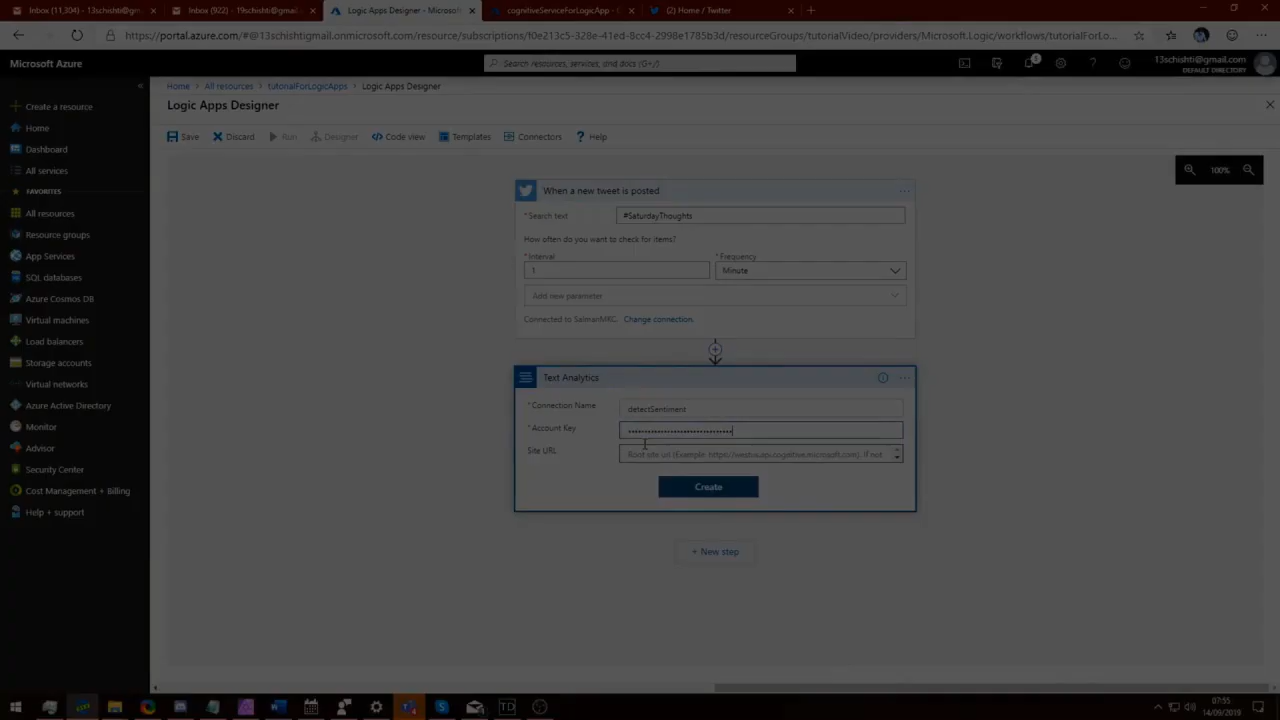 Inbox (11,304) - 13schishti@gm
Inbox (922) - 19schishti@gmail
Logic Apps Designer - Microsoft
cognitiveServiceForLogicApp - C
(2) Home / Twitter
https://portal.azure.com/#@13schishtigmail.onmicrosoft.com/resource/subscriptions/f0e213c5-328e-41ed-8cc4-2998e1785b3d/resourceGroups/tutorialVideo/providers/Microsoft.Logic/workflows/tutorialForLo...
Microsoft Azure
Search resources, services, and docs (G+/)
1
13schishti@gmail.com
DEFAULT DIRECTORY
Home
All resources
tutorialForLogicApps
Logic Apps Designer
Logic Apps Designer
Save
Discard
Run
Designer
Code view
Templates
Connectors
Help
Create a resource
Home
Dashboard
All services
FAVORITES
All resources
Resource groups
App Services
SQL databases
Azure Cosmos DB
Virtual machines
Load balancers
Storage accounts
Virtual networks
Azure Active Directory
Monitor
Advisor
Security Center
Cost Management + Billing
Help + support
100%
When a new tweet is posted
* Search text
#SaturdayThoughts
How often do you want to check for items?
* Interval
* Frequency
1
Minute
Add new parameter
Connected to SalmanMKC. Change connection.
Text Analytics
* Connection Name
detectSentiment
* Account Key
Site URL
Root site url (Example: https://westus.api.cognitive.microsoft.com). If not
Create
+ New step
07:55
14/09/2019